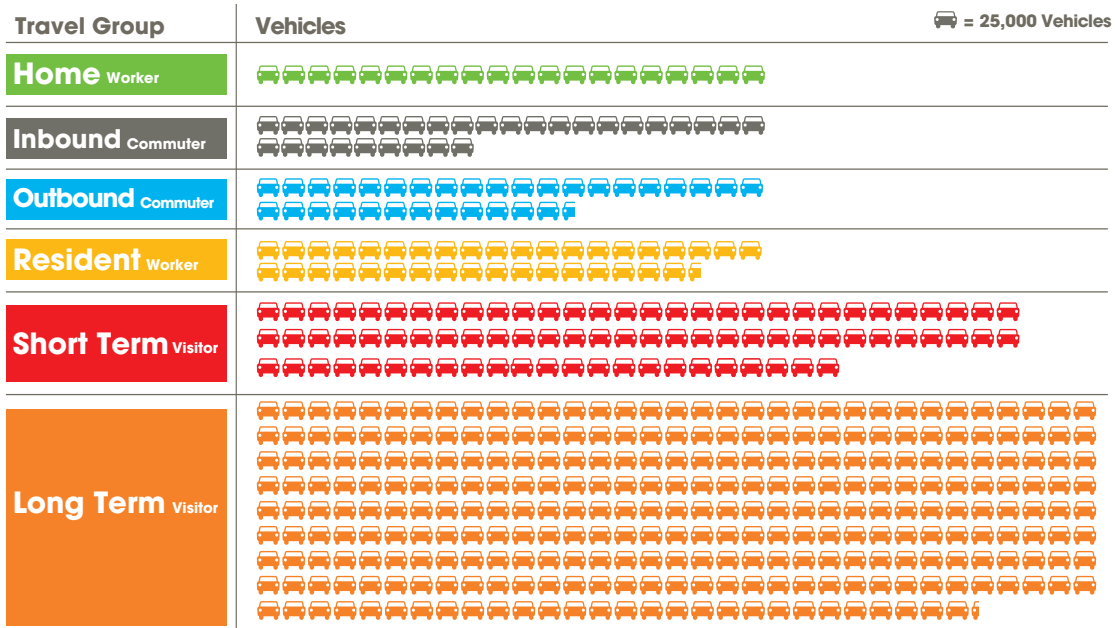 Travel Group
Vehicles
= 25,000 Vehicles
Home Worker
Inbound Commuter
Outbound Commuter
Resident Worker
Short Term Visitor
Long Term Visitor